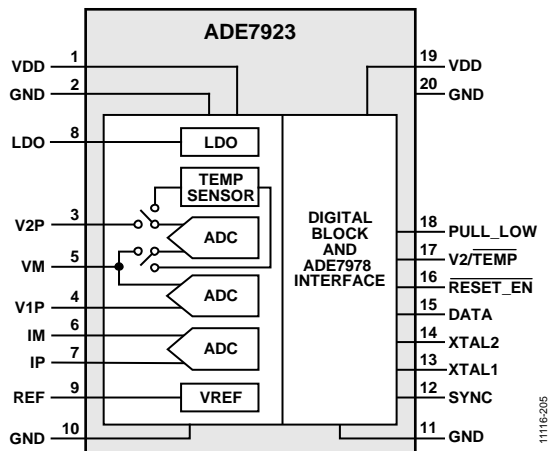 ADE7923
VDD 1
GND 2
LDO 8
V2P 3
VM 5
V1P 4
IM 6
IP 7
REF 9
GND 10
LDO
TEMP
SENSOR
ADC
ADC
ADC
VREF
DIGITAL
BLOCK
AND
ADE7978
INTERFACE
19 VDD
20 GND
18 PULL_LOW
17 V2/TEMP
16 RESET_EN
15 DATA
14 XTAL2
13 XTAL1
12 SYNC
11 GND
11116-205